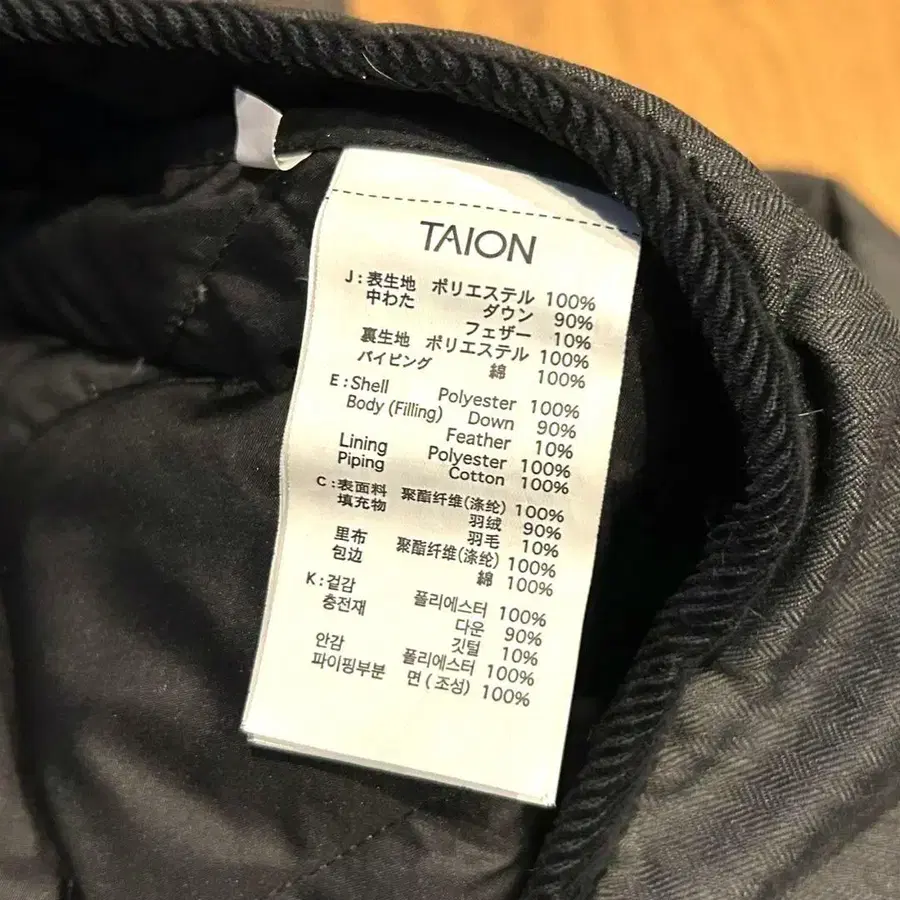 TAION
J : 表生地 ポリエステル 100%
中わた ダウン 90%
フェザー 10%
裏生地 ポリエステル 100%
パイピング 綿 100%
E : Shell Polyester 100%
Body (Filling) Down 90%
Feather 10%
Lining Polyester 100%
Piping Cotton 100%
C : 表面料 聚酯纤维(涤纶) 100%
填充物 羽绒 90%
羽毛 10%
里布 聚酯纤维(涤纶) 100%
包边 綿 100%
K : 겉감 폴리에스터 100%
충전재 다운 90%
깃털 10%
안감 폴리에스터 100%
파이핑부분 면 ( 조성) 100%